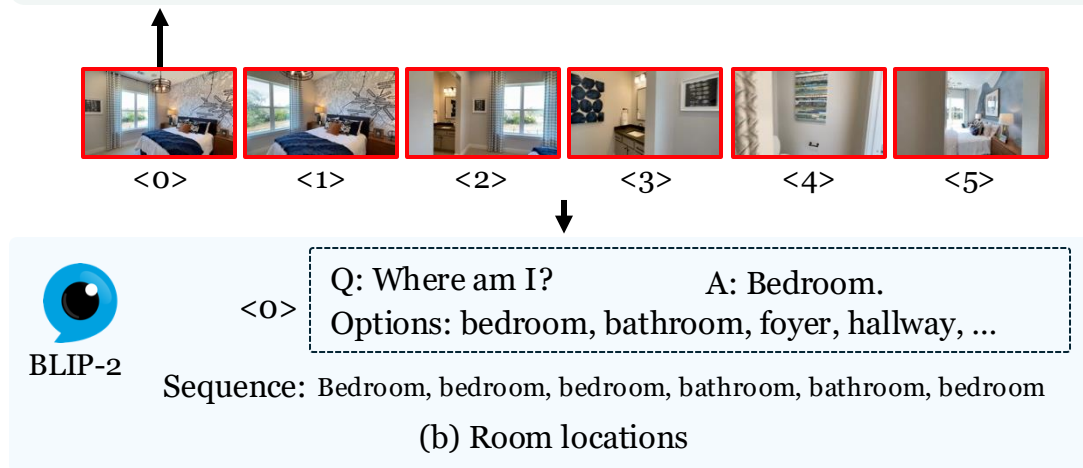 <0> <1> <2> <3> <4> <5>
Q: Where am I? A: Bedroom.
<0>
Options: bedroom, bathroom, foyer, hallway, ...
BLIP-2
Sequence: Bedroom, bedroom, bedroom, bathroom, bathroom, bedroom
(b) Room locations